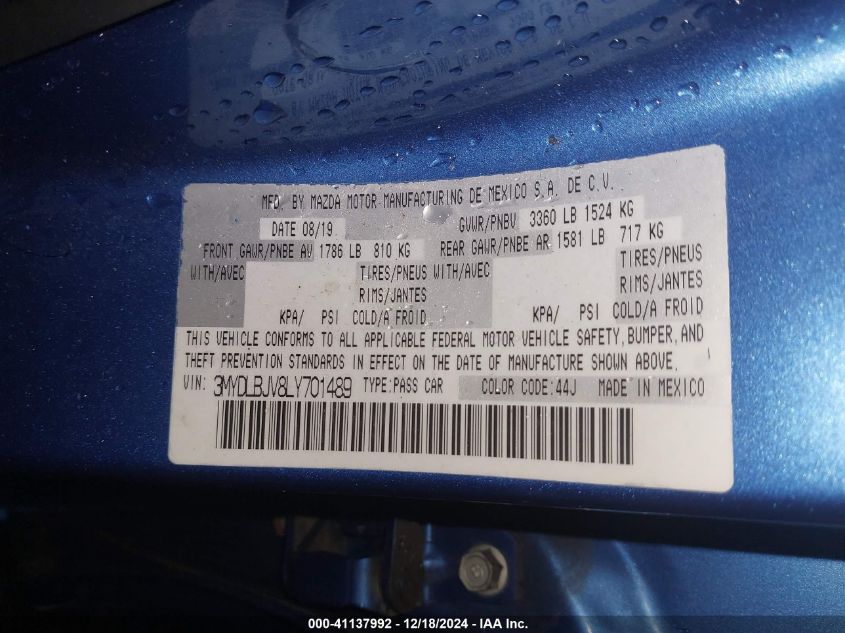 MFD. BY MAZDA MOTOR MANUFACTURING DE MEXICO S.A. DE C.V.
DATE 08/19 GVWR/PNBV 3360 LB 1524 KG
FRONT GAWR/PNBE AV 1786 LB 810 KG REAR GAWR/PNBE AR 1581 LB 717 KG
WITH/AVEC TIRES/PNEUS WITH/AVEC TIRES/PNEUS
RIMS/JANTES RIMS/JANTES
KPA/ PSI COLD/A FROID KPA/ PSI COLD/A FROID
THIS VEHICLE CONFORMS TO ALL APPLICABLE FEDERAL MOTOR VEHICLE SAFETY, BUMPER, AND
THEFT PREVENTION STANDARDS IN EFFECT ON THE DATE OF MANUFACTURE SHOWN ABOVE.
VIN: 3MYDLBJV8LY701489 TYPE:PASS CAR COLOR CODE:44J MADE IN MEXICO
000-41137992 - 12/18/2024 - IAA Inc.